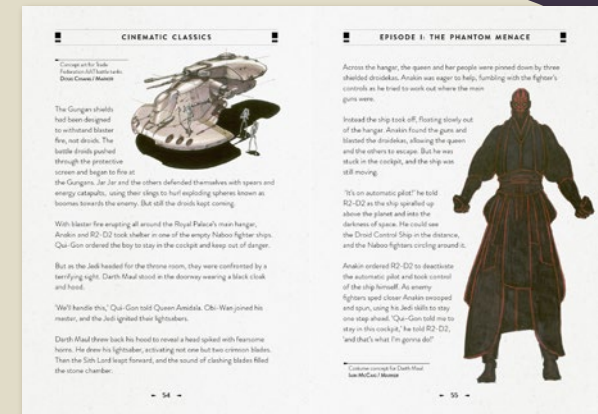 CINEMATIC CLASSICS
Concept art for Trade
Federation AAT battle tanks.
DOUG CHIANG / MAKEUP
The Gungan shields
had been designed
to withstand blaster
fire, not droids. The
battle droids pushed
through the protective
screen and began to fire at
the Gungans. Jar Jar and the others defended themselves with spears and
energy catapults, using their slings to hurl exploding spheres known as
boomas towards the enemy. But still the droids kept coming.
With blaster fire erupting all around the Royal Palace's main hangar,
Anakin and R2-D2 took shelter in one of the empty Naboo fighter ships.
Qui-Gon ordered the boy to stay in the cockpit and keep out of danger.
But as the Jedi headed for the throne room, they were confronted by a
terrifying sight. Darth Maul stood in the doorway wearing a black cloak
and hood.
'We'll handle this,' Qui-Gon told Queen Amidala. Obi-Wan joined his
master, and the Jedi ignited their lightsabers.
Darth Maul threw back his hood to reveal a head spiked with fearsome
horns. He drew his lightsaber, activating not one but two crimson blades.
Then the Sith Lord leapt forward, and the sound of clashing blades filled
the stone chamber.
54
EPISODE I: THE PHANTOM MENACE
Across the hangar, the queen and her people were pinned down by three
shielded droidekas. Anakin was eager to help, fumbling with the fighter's
controls as he tried to work out where the main
guns were.
Instead the ship took off, floating slowly out
of the hangar. Anakin found the guns and
blasted the droidekas, allowing the queen
and the others to escape. But he was
stuck in the cockpit, and the ship was
still moving.
'It's on automatic pilot!' he told
R2-D2 as the ship spiralled up
above the planet and into the
darkness of space. He could see
the Droid Control Ship in the distance,
and the Naboo fighters circling around it.
Anakin ordered R2-D2 to deactivate
the automatic pilot and took control
of the ship himself. As enemy
fighters sped closer Anakin swooped
and spun, using his Jedi skills to stay
one step ahead. 'Qui-Gon told me to
stay in this cockpit,' he told R2-D2,
'and that's what I'm gonna do!'
Costume concept for Darth Maul.
IAIN MCCAIG /
55